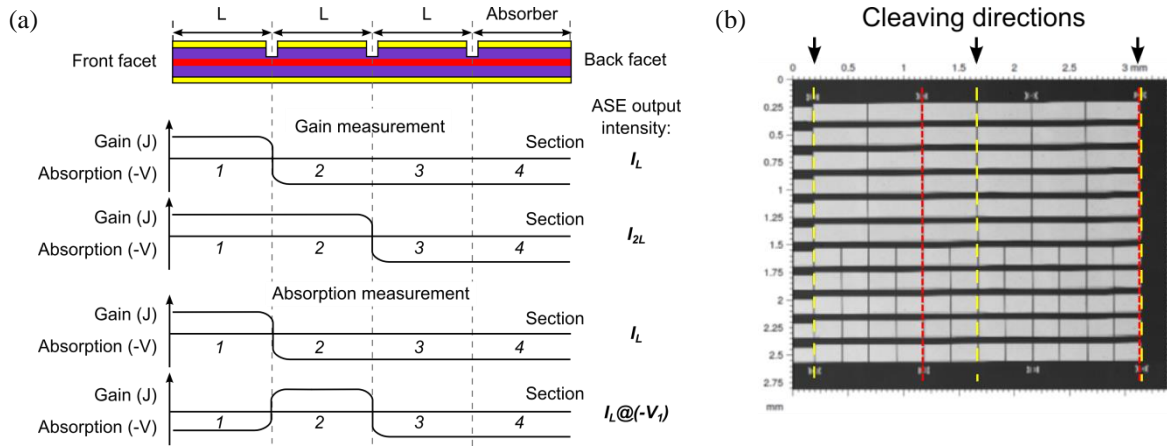 (a)
L L L Absorber
Front facet
Back facet
ASE output
intensity:
Gain measurement
Gain (J)
Section
Absorption (-V)
1 2 3 4
I_L
Gain (J)
Section
Absorption (-V)
1 2 3 4
I_2L
Absorption measurement
Gain (J)
Section
Absorption (-V)
1 2 3 4
I_L
Gain (J)
Section
Absorption (-V)
1 2 3 4
I_L@(-V_1)
(b)
Cleaving directions
0 0.5 1 1.5 2 2.5 3 mm
0
0.25
0.5
0.75
1
1.25
1.5
1.75
2
2.25
2.5
2.75
mm